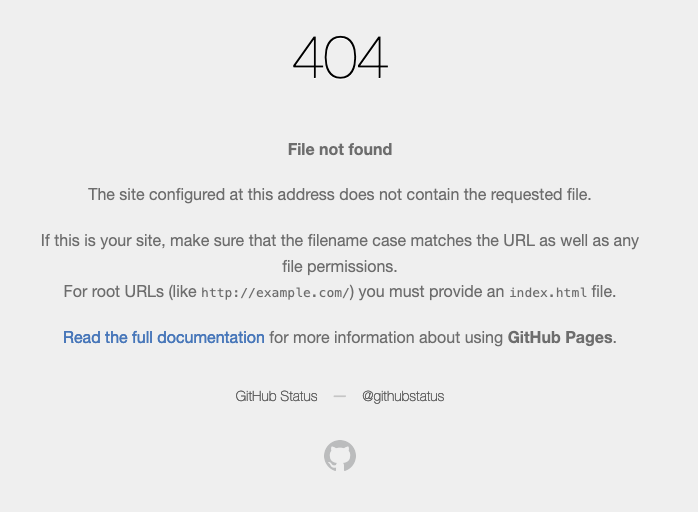 404
File not found
The site configured at this address does not contain the requested file.
If this is your site, make sure that the filename case matches the URL as well as any
file permissions.
For root URLs (like http://example.com/) you must provide an index.html file.
Read the full documentation for more information about using GitHub Pages.
GitHub Status — @githubstatus